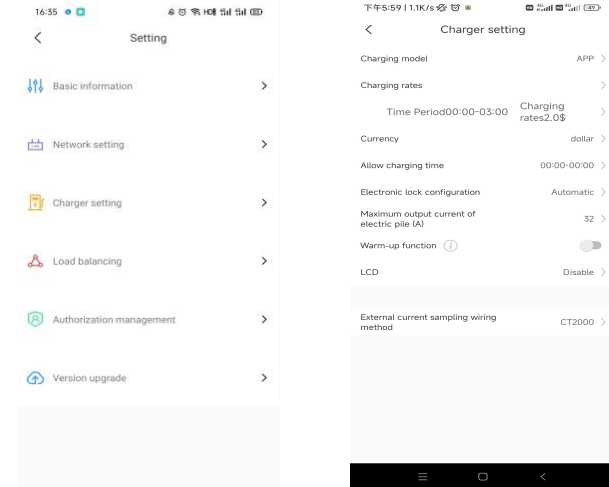 16:35
Setting
Basic information
Network setting
Charger setting
Load balancing
Authorization management
Version upgrade
下午5:59 | 1.1K/s
Charger setting
Charging model APP
Charging rates
Time Period00:00-03:00 Charging
rates2.0$
Currency dollar
Allow charging time 00:00-00:00
Electronic lock configuration Automatic
Maximum output current of
electric pile (A) 32
Warm-up function
LCD Disable
External current sampling wiring
method CT2000